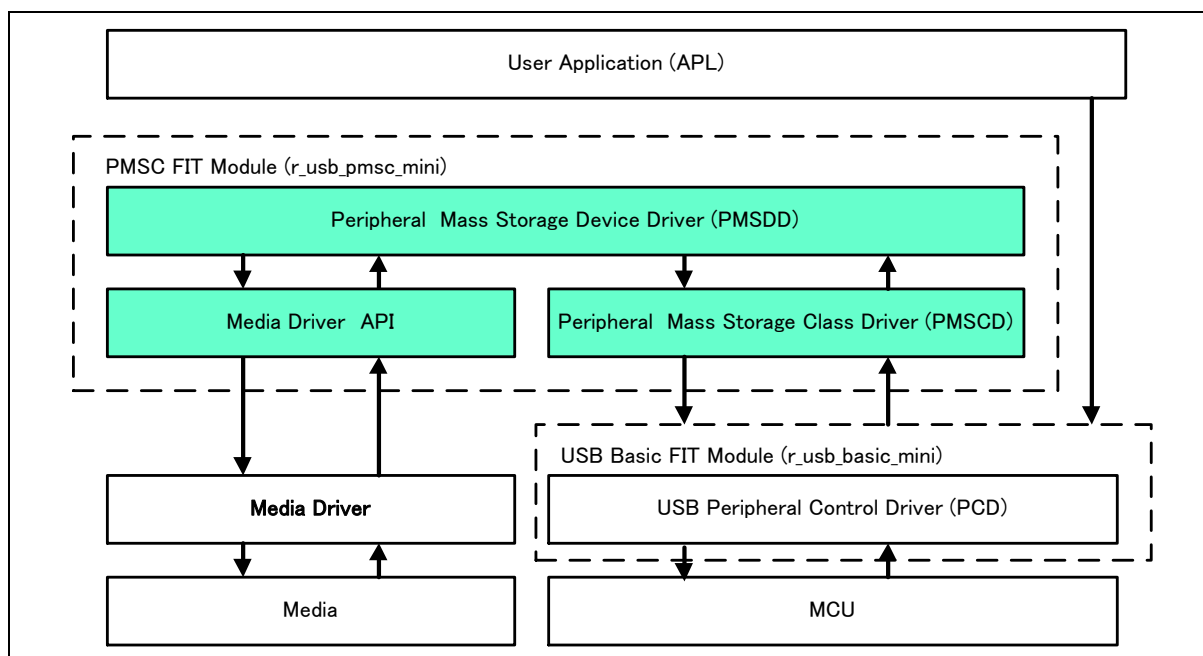 User Application (APL)
PMSC FIT Module (r_usb_pmsc_mini)
Peripheral Mass Storage Device Driver (PMSDD)
Media Driver API
Peripheral Mass Storage Class Driver (PMSCD)
USB Basic FIT Module (r_usb_basic_mini)
Media Driver
USB Peripheral Control Driver (PCD)
Media
MCU